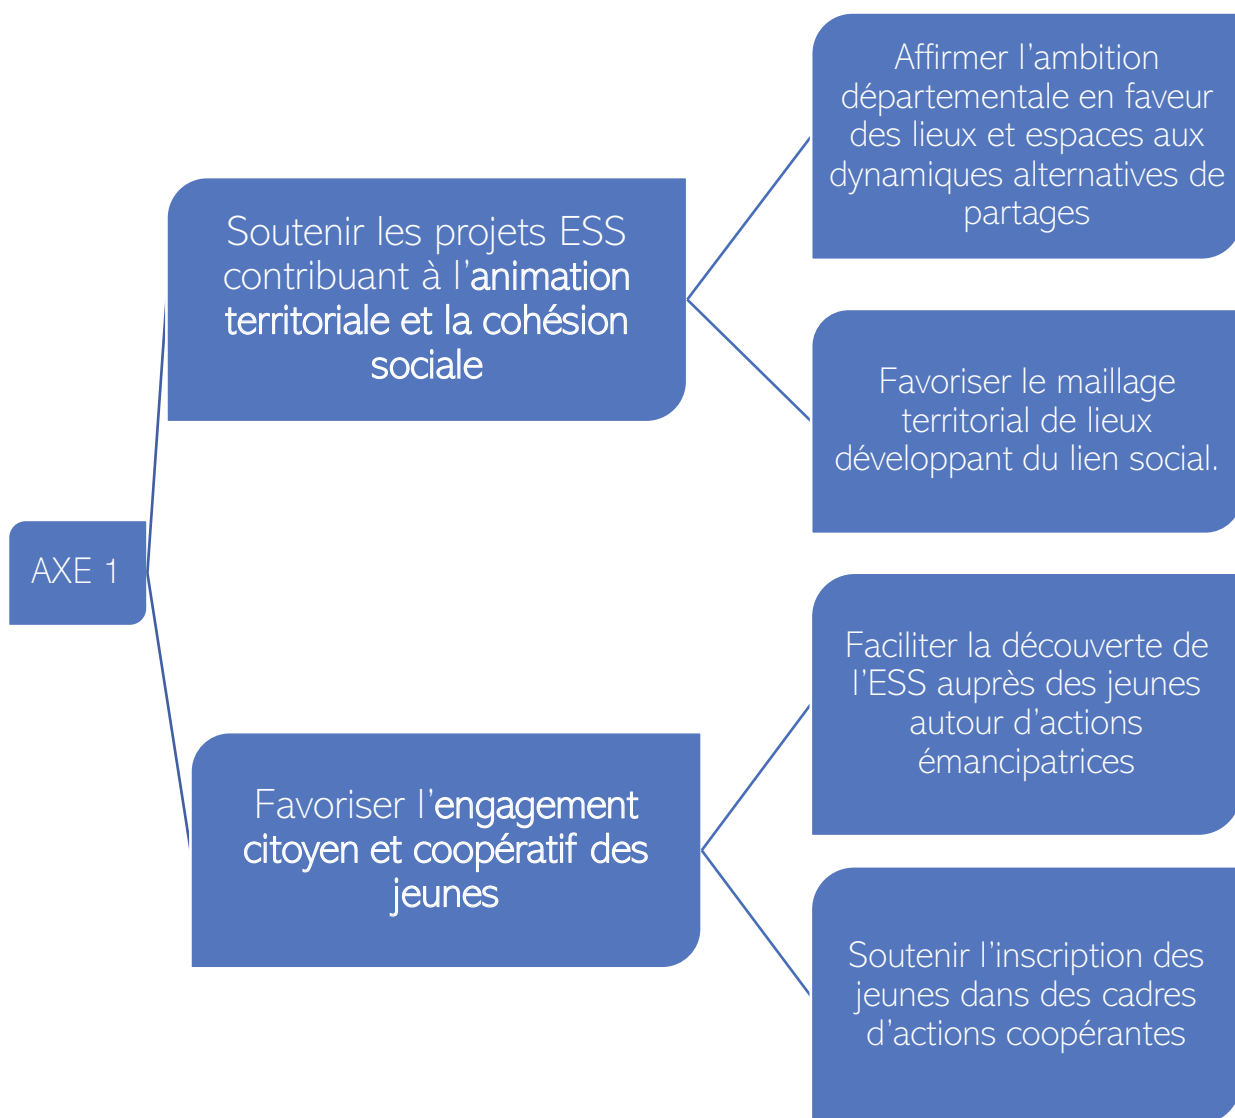 AXE 1
Soutenir les projets ESS
contribuant à l'animation
territoriale et la cohésion
sociale
Affirmer l'ambition
départementale en faveur
des lieux et espaces aux
dynamiques alternatives de
partages
Favoriser le maillage
territorial de lieux
développant du lien social.
Favoriser l'engagement
citoyen et coopératif des
jeunes
Faciliter la découverte de
l'ESS auprès des jeunes
autour d'actions
émancipatrices
Soutenir l'inscription des
jeunes dans des cadres
d'actions coopérantes